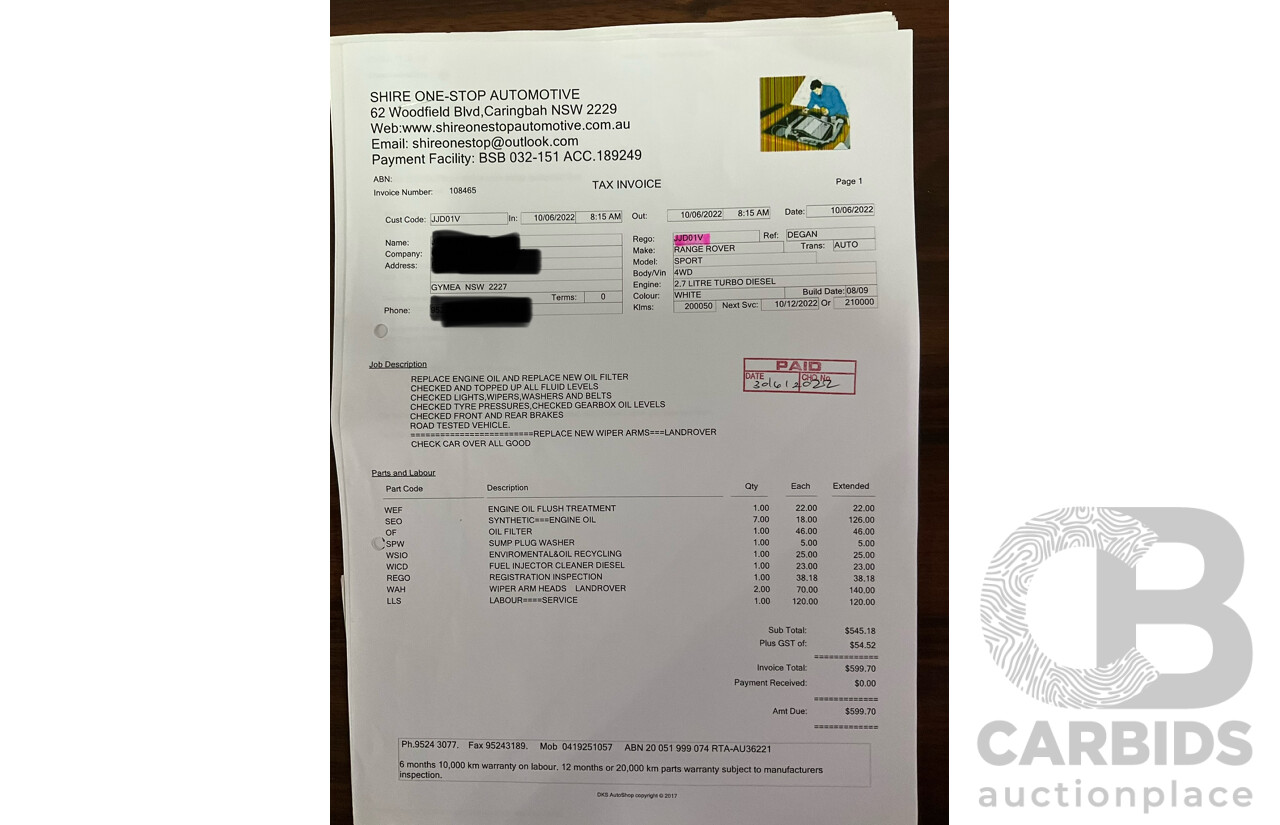 SHIRE ONE-STOP AUTOMOTIVE
62 Woodfield Blvd,Caringbah NSW 2229
Web:www.shireonestopautomotive.com.au
Email: shireonestop@outlook.com
Payment Facility: BSB 032-151 ACC.189249
ABN:
Invoice Number: 108465
TAX INVOICE
Page 1
Cust Code: JJD01V In: 10/06/2022 8:15 AM Out: 10/06/2022 8:15 AM Date: 10/06/2022
Name:
Company:
Address:
GYMEA NSW 2227
Terms: 0
Phone:
Rego: JJD01V Ref: DEGAN
Make: RANGE ROVER Trans: AUTO
Model: SPORT
Body/Vin 4WD
Engine: 2.7 LITRE TURBO DIESEL
Colour: WHITE Build Date: 08/09
Klms: 200050 Next Svc: 10/12/2022 Or 210000
Job Description
REPLACE ENGINE OIL AND REPLACE NEW OIL FILTER
CHECKED AND TOPPED UP ALL FLUID LEVELS
CHECKED LIGHTS,WIPERS,WASHERS AND BELTS
CHECKED TYRE PRESSURES,CHECKED GEARBOX OIL LEVELS
CHECKED FRONT AND REAR BRAKES
ROAD TESTED VEHICLE.
========================REPLACE NEW WIPER ARMS===LANDROVER
CHECK CAR OVER ALL GOOD
PAID
DATE CHQ No.
Parts and Labour
Part Code Description Qty Each Extended
WEF ENGINE OIL FLUSH TREATMENT 1.00 22.00 22.00
SEO SYNTHETIC===ENGINE OIL 7.00 18.00 126.00
OF OIL FILTER 1.00 46.00 46.00
SPW SUMP PLUG WASHER 1.00 5.00 5.00
WSIO ENVIROMENTAL&OIL RECYCLING 1.00 25.00 25.00
WICD FUEL INJECTOR CLEANER DIESEL 1.00 23.00 23.00
REGO REGISTRATION INSPECTION 1.00 38.18 38.18
WAH WIPER ARM HEADS LANDROVER 2.00 70.00 140.00
LLS LABOUR====SERVICE 1.00 120.00 120.00
Sub Total: $545.18
Plus GST of: $54.52
=============
Invoice Total: $599.70
Payment Received: $0.00
=============
Amt Due: $599.70
=============
Ph.9524 3077. Fax 95243189. Mob 0419251057 ABN 20 051 999 074 RTA-AU36221
6 months 10,000 km warranty on labour. 12 months or 20,000 km parts warranty subject to manufacturers
inspection.
DKS AutoShop copyright © 2017
CB
CARBIDS
auctionplace